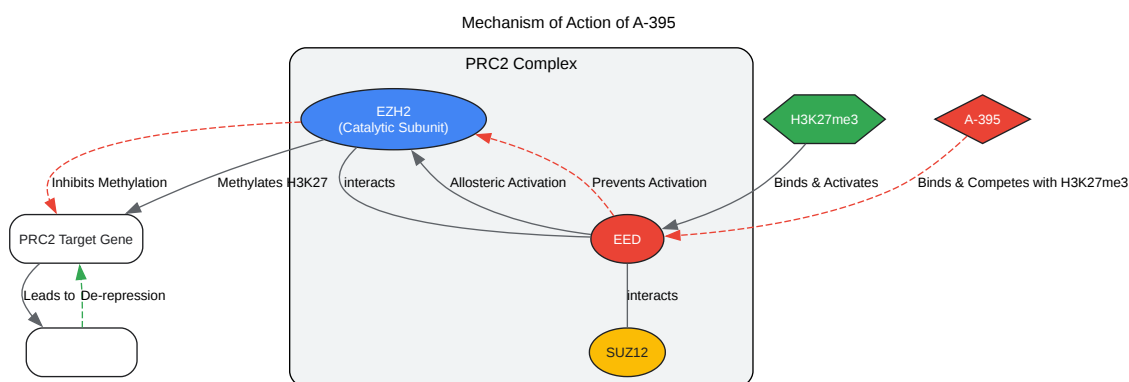 Mechanism of Action of A-395
PRC2 Complex
EZH2
(Catalytic Subunit)
H3K27me3
A-395
Inhibits Methylation
Methylates H3K27
interacts
Allosteric Activation
Prevents Activation
Binds & Activates
Binds & Competes with H3K27me3
PRC2 Target Gene
EED
Leads to
De-repression
interacts
SUZ12